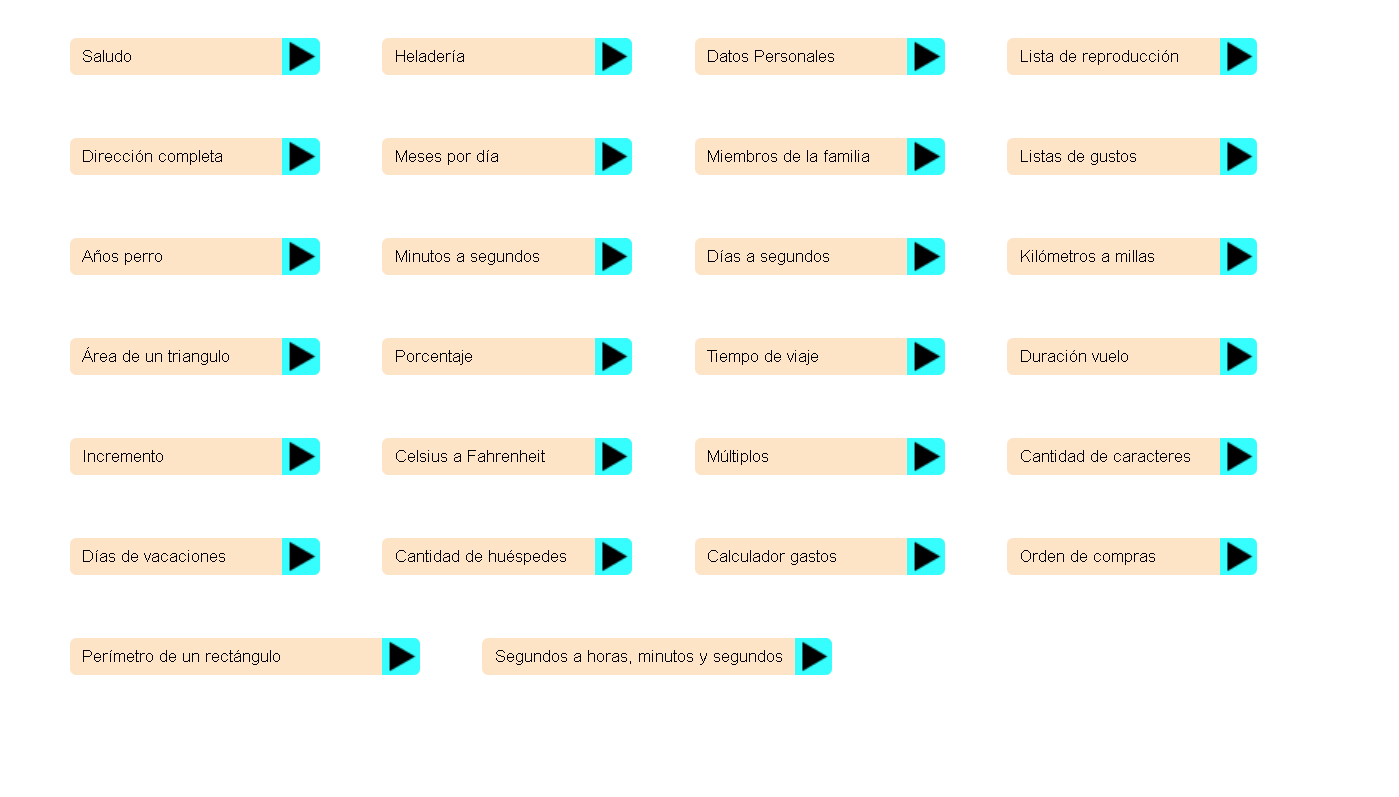 Saludo
Heladería
Datos Personales
Lista de reproducción
Dirección completa
Meses por día
Miembros de la familia
Listas de gustos
Años perro
Minutos a segundos
Días a segundos
Kilómetros a millas
Área de un triangulo
Porcentaje
Tiempo de viaje
Duración vuelo
Incremento
Celsius a Fahrenheit
Múltiplos
Cantidad de caracteres
Días de vacaciones
Cantidad de huéspedes
Calculador gastos
Orden de compras
Perímetro de un rectángulo
Segundos a horas, minutos y segundos